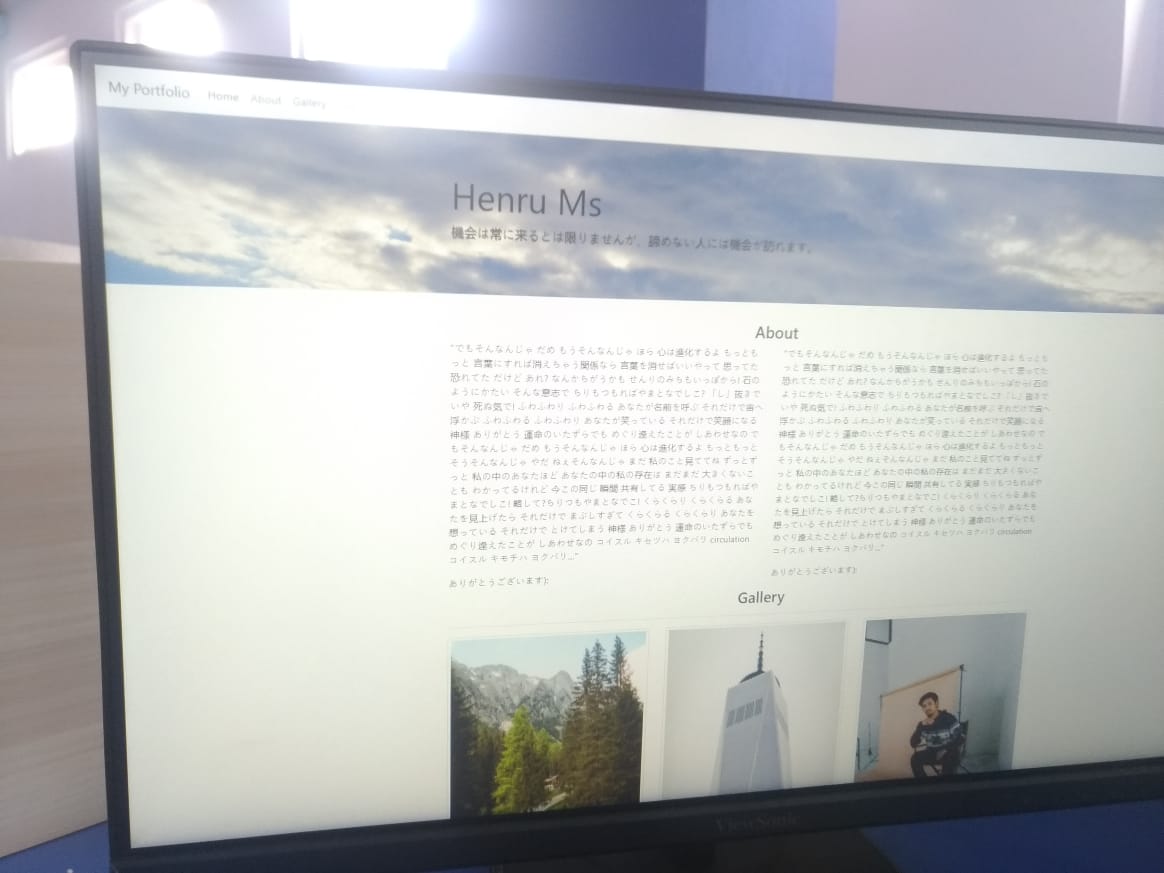 My Portfolio Home About Gallery
Henru Ms
機会は常に来るとは限りませんが、諦めない人には機会が訪れます。
About
"でもそんなんじゃ だめ もうそんなんじゃ ほら 心は進化するよ もっとも
っと 言葉にすれば消えちゃう関係なら 言葉を消せばいいやって 思ってた
恐れてた だけど あれ? なんかちがうかも せんりのみちもいっぽから! 石の
ようにかたい そんな意志で ちりもつもればやまとなでしこ? 「し」抜きで
いや 死ぬ気で! ふわふわり ふわふわる あなたが名前を呼ぶ それだけで宙へ
浮かぶ ふわふわる ふわふわり あなたが笑っている それだけで笑顔になる
神様 ありがとう 運命のいたずらでも めぐり逢えたことが しあわせなの で
もそんなんじゃ だめ もうそんなんじゃ ほら 心は進化するよ もっともっと
そうそんなんじゃ やだ ねぇそんなんじゃ まだ 私のこと見ててね ずっとず
っと 私の中のあなたほど あなたの中の私の存在は まだまだ大きくないこ
とも わかってるけれど 今この同じ 瞬間 共有してる 実感 ちりもつもればや
まとなでしこ! 略して?ちりつもやまとなでこ! くらくらり くらくらる あな
たを見上げたら それだけで まぶしすぎて くらくらる くらくらり あなたを
想っている それだけで とけてしまう 神様 ありがとう 運命のいたずらでも
めぐり逢えたことが しあわせなの コイスル キセツハ ヨクバリ circulation
コイスル キモチハ ヨクバリ..."
ありがとうございます):
"でもそんなんじゃ だめ もうそんなんじゃ ほら 心は進化するよ もっとも
っと 言葉にすれば消えちゃう関係なら 言葉を消せばいいやって 思ってた
恐れてた だけど あれ? なんかちがうかも せんりのみちもいっぽから! 石の
ようにかたい そんな意志で ちりもつもればやまとなでしこ? 「し」抜きで
いや 死ぬ気で! ふわふわり ふわふわる あなたが名前を呼ぶ それだけで宙へ
浮かぶ ふわふわる ふわふわり あなたが笑っている それだけで笑顔になる
神様 ありがとう 運命のいたずらでも めぐり逢えたことが しあわせなの で
もそんなんじゃ だめ もうそんなんじゃ ほら 心は進化するよ もっともっと
そうそんなんじゃ やだ ねぇそんなんじゃ まだ 私のこと見ててね ずっとず
っと 私の中のあなたほど あなたの中の私の存在は まだまだ大きくないこ
とも わかってるけれど 今この同じ 瞬間 共有してる 実感 ちりもつもればや
まとなでしこ! 略して?ちりつもやまとなでこ! くらくらり くらくらる あな
たを見上げたら それだけで まぶしすぎて くらくらる くらくらり あなたを
想っている それだけで とけてしまう 神様 ありがとう 運命のいたずらでも
めぐり逢えたことが しあわせなの コイスル キセツハ ヨクバリ circulation
コイスル キモチハ ヨクバリ..."
ありがとうございます):
Gallery
ViewSonic